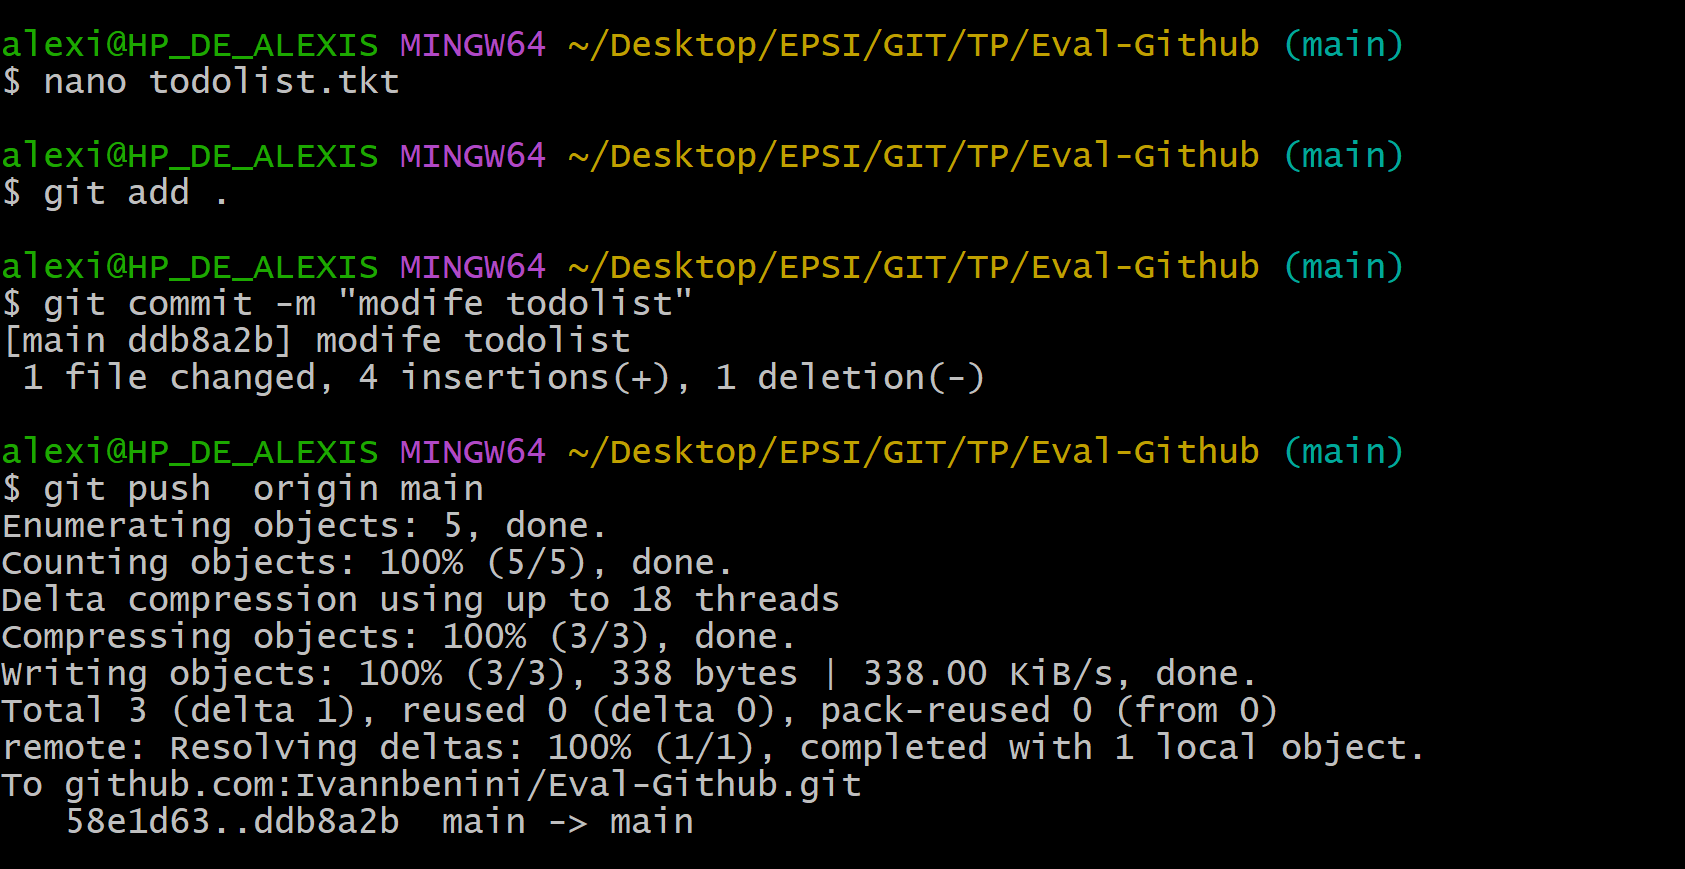 alexi@HP_DE_ALEXIS MINGW64 ~/Desktop/EPSI/GIT/TP/Eval-Github (main)
$ nano todolist.tkt
alexi@HP_DE_ALEXIS MINGW64 ~/Desktop/EPSI/GIT/TP/Eval-Github (main)
$ git add .
alexi@HP_DE_ALEXIS MINGW64 ~/Desktop/EPSI/GIT/TP/Eval-Github (main)
$ git commit -m "modife todolist"
[main ddb8a2b] modife todolist
 1 file changed, 4 insertions(+), 1 deletion(-)
alexi@HP_DE_ALEXIS MINGW64 ~/Desktop/EPSI/GIT/TP/Eval-Github (main)
$ git push  origin main
Enumerating objects: 5, done.
Counting objects: 100% (5/5), done.
Delta compression using up to 18 threads
Compressing objects: 100% (3/3), done.
Writing objects: 100% (3/3), 338 bytes | 338.00 KiB/s, done.
Total 3 (delta 1), reused 0 (delta 0), pack-reused 0 (from 0)
remote: Resolving deltas: 100% (1/1), completed with 1 local object.
To github.com:Ivannbenini/Eval-Github.git
   58e1d63..ddb8a2b  main -> main